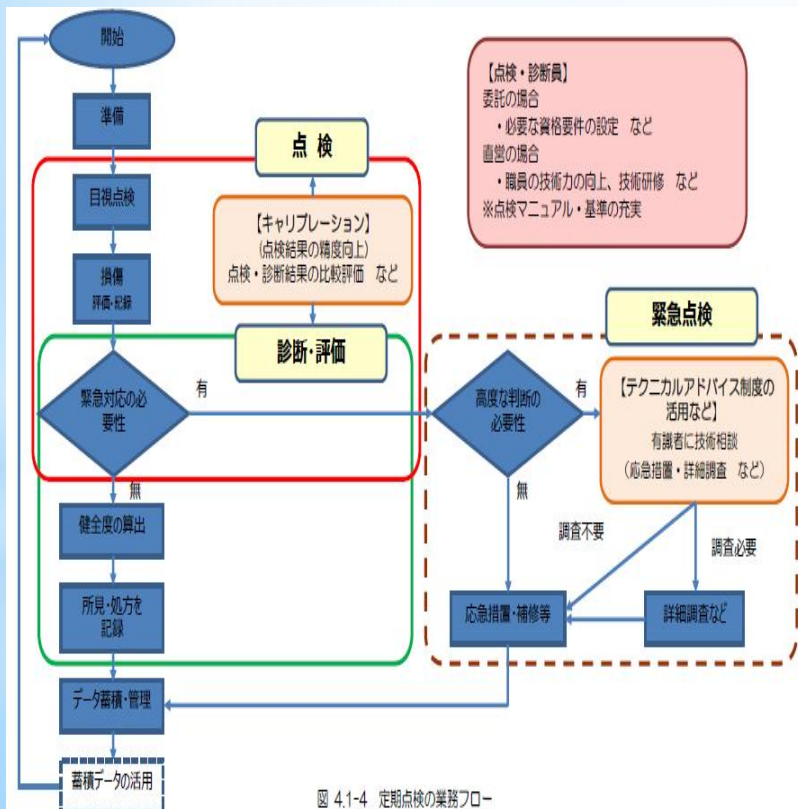 開始
準備
目視点検
損傷
評価・記録
緊急対応の必
要性
有
無
健全度の算出
所見・処方を
記録
データ蓄積・管理
蓄積データの活用
点 検
【キャリブレーション】
(点検結果の精度向上)
点検・診断結果の比較評価 など
診断・評価
【点検・診断員】
委託の場合
・必要な資格要件の設定 など
直営の場合
・職員の技術力の向上、技術研修 など
※点検マニュアル・基準の充実
緊急点検
高度な判断の
必要性
有
無
【テクニカルアドバイス制度の
活用など】
有識者に技術相談
(応急措置・詳細調査 など)
調査不要
調査必要
応急措置・補修等
詳細調査など
図 4.1-4 定期点検の業務フロー